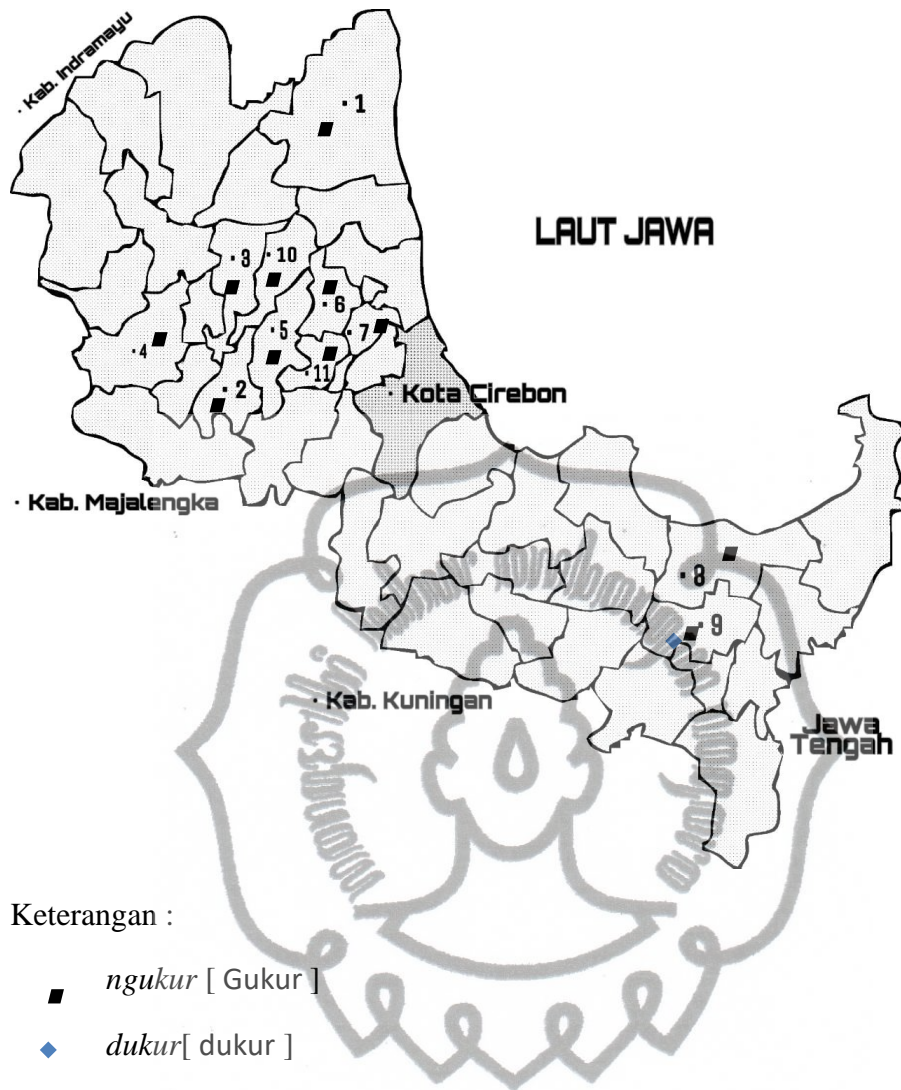 Kab. Indramayu
1
LAUT JAWA
3
10
6
5
7
4
11
2
Kota Cirebon
Kab. Majalengka
8
9
Kab. Kuningan
Jawa
Tengah
Keterangan :
ngukur [ Gukur ]
dukur[ dukur ]